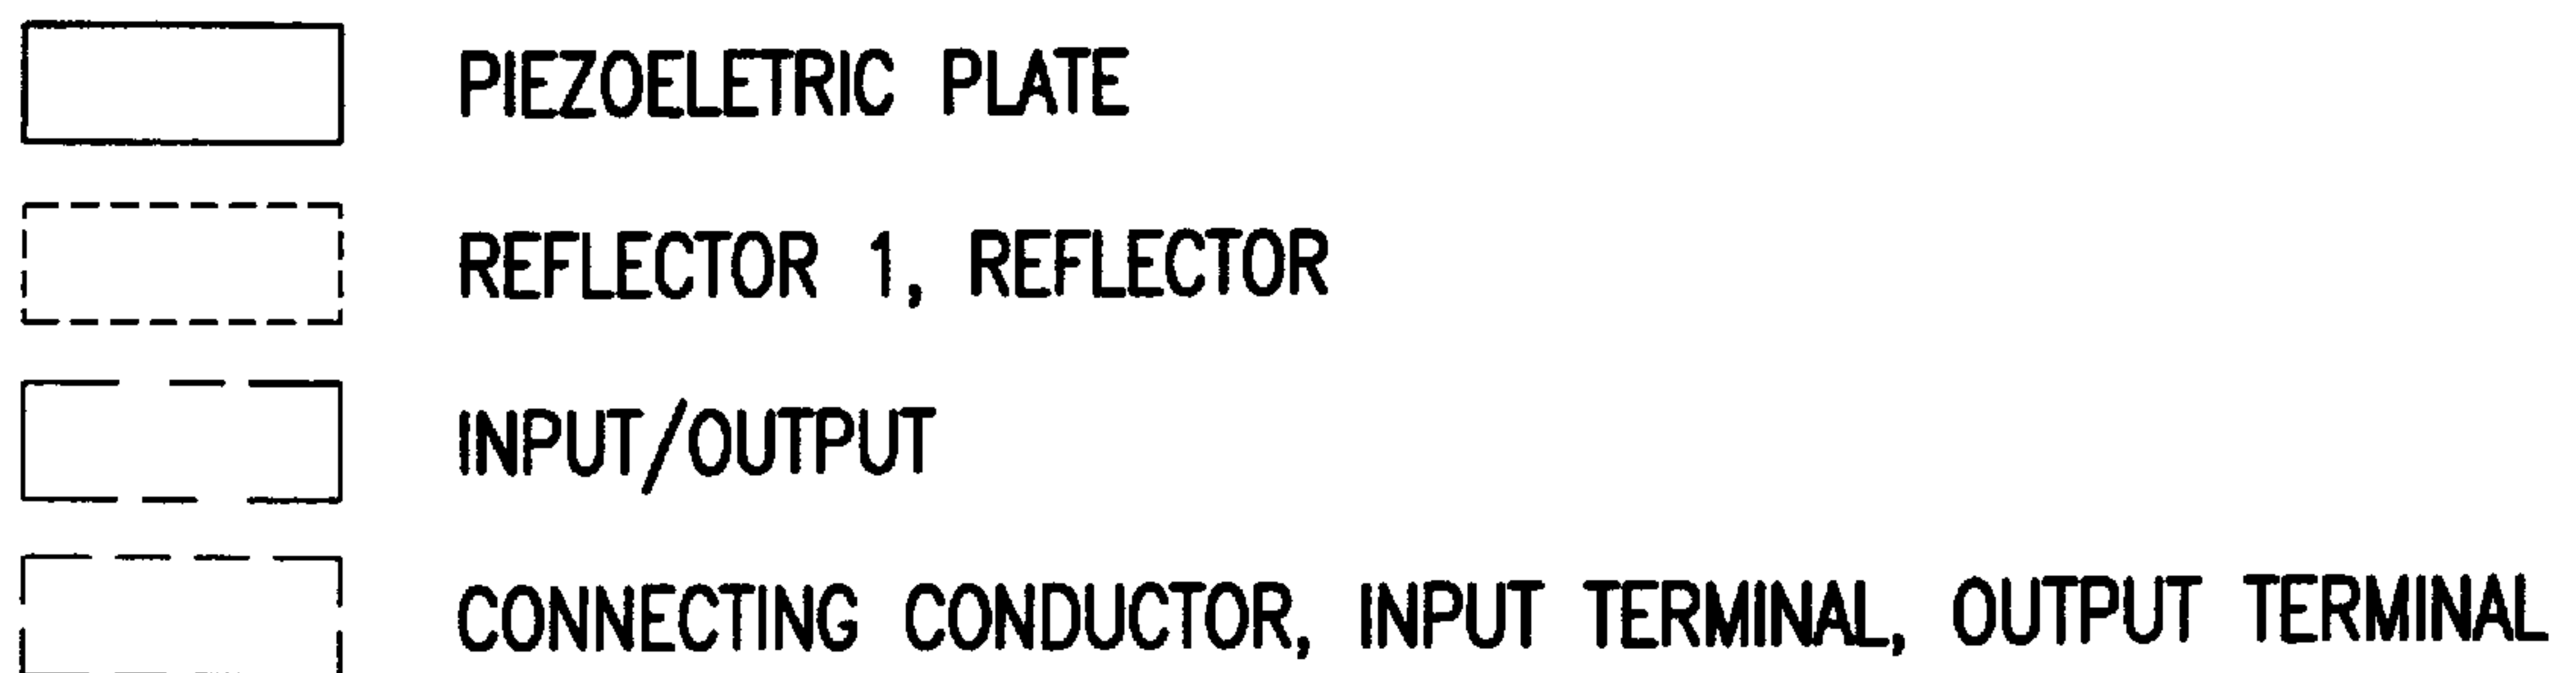 PIEZOELETRIC PLATE
REFLECTOR 1, REFLECTOR
INPUT/OUTPUT
CONNECTING CONDUCTOR, INPUT TERMINAL, OUTPUT TERMINAL